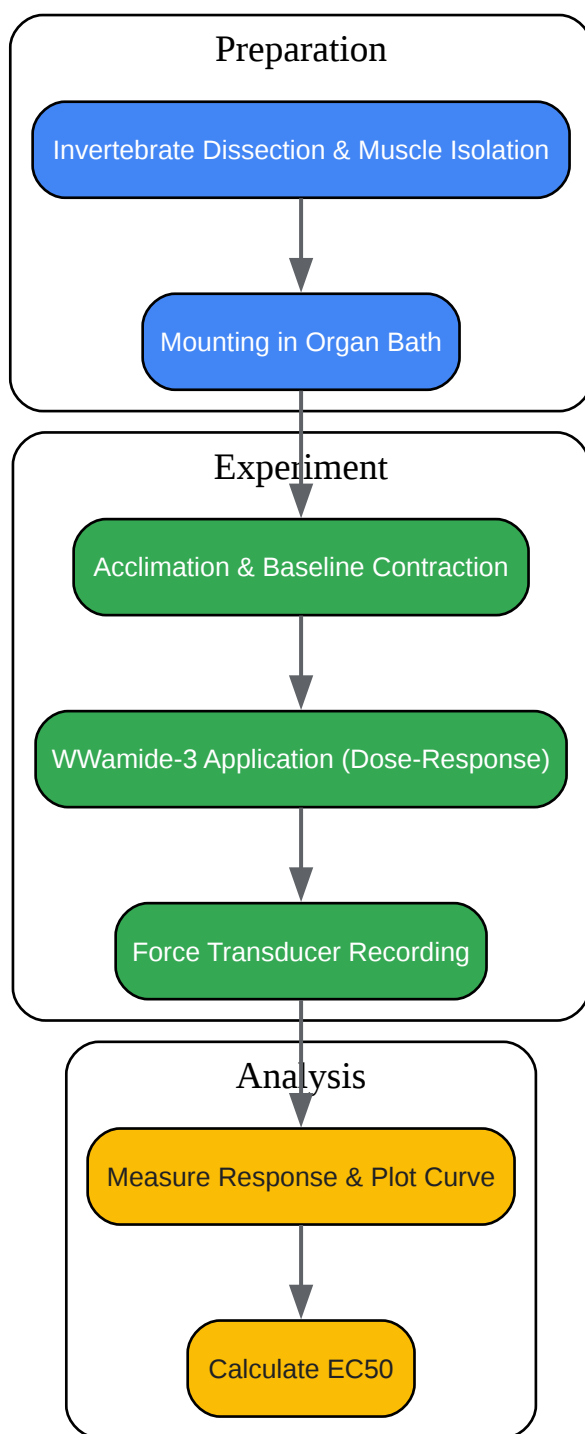 Preparation
Invertebrate Dissection & Muscle Isolation
Mounting in Organ Bath
Experiment
Acclimation & Baseline Contraction
WWamide-3 Application (Dose-Response)
Force Transducer Recording
Analysis
Measure Response & Plot Curve
Calculate EC50